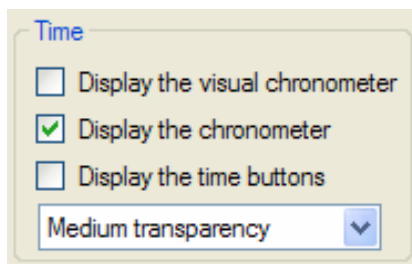 Time
Display the visual chronometer
Display the chronometer
Display the time buttons
Medium transparency